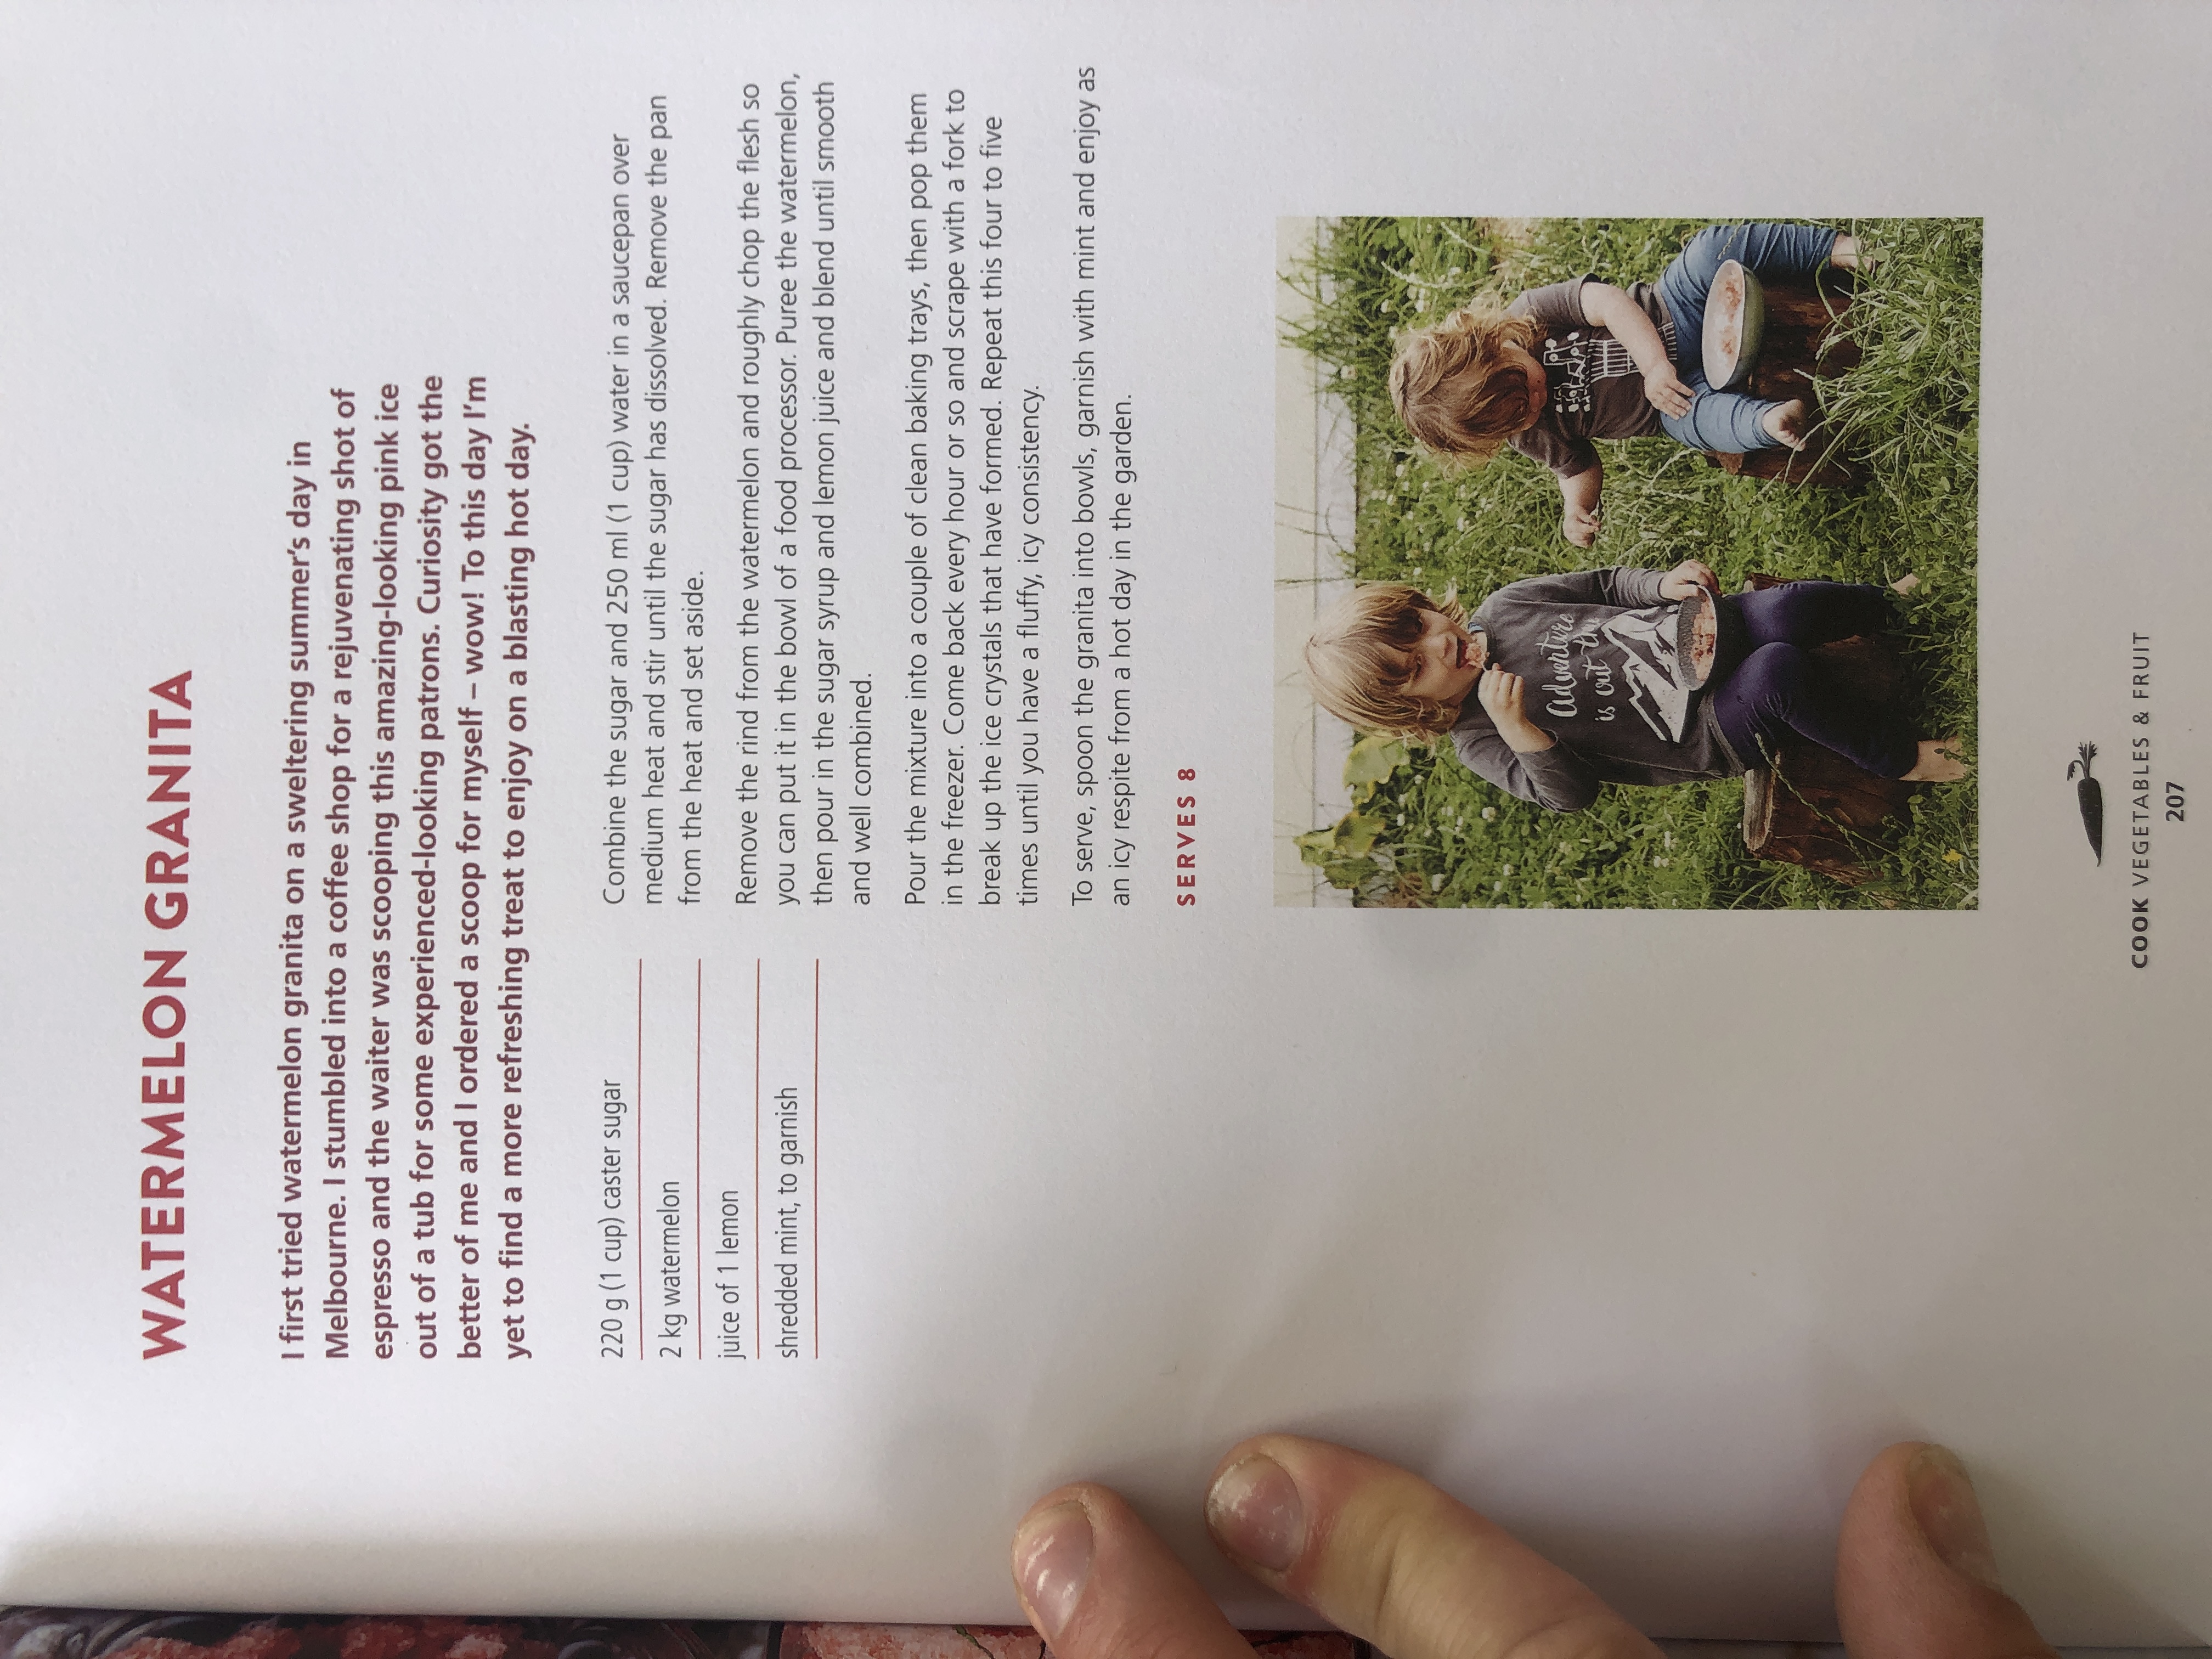 WATERMELON GRANITA
I first tried watermelon granita on a sweltering summer's day in
Melbourne. I stumbled into a coffee shop for a rejuvenating shot of
espresso and the waiter was scooping this amazing-looking pink ice
out of a tub for some experienced-looking patrons. Curiosity got the
better of me and I ordered a scoop for myself – wow! To this day I'm
yet to find a more refreshing treat to enjoy on a blasting hot day.
220 g (1 cup) caster sugar
2 kg watermelon
juice of 1 lemon
shredded mint, to garnish
Combine the sugar and 250 ml (1 cup) water in a saucepan over
medium heat and stir until the sugar has dissolved. Remove the pan
from the heat and set aside.
Remove the rind from the watermelon and roughly chop the flesh so
you can put it in the bowl of a food processor. Puree the watermelon,
then pour in the sugar syrup and lemon juice and blend until smooth
and well combined.
Pour the mixture into a couple of clean baking trays, then pop them
in the freezer. Come back every hour or so and scrape with a fork to
break up the ice crystals that have formed. Repeat this four to five
times until you have a fluffy, icy consistency.
To serve, spoon the granita into bowls, garnish with mint and enjoy as
an icy respite from a hot day in the garden.
SERVES 8
Adventure
is out
COOK VEGETABLES & FRUIT
207